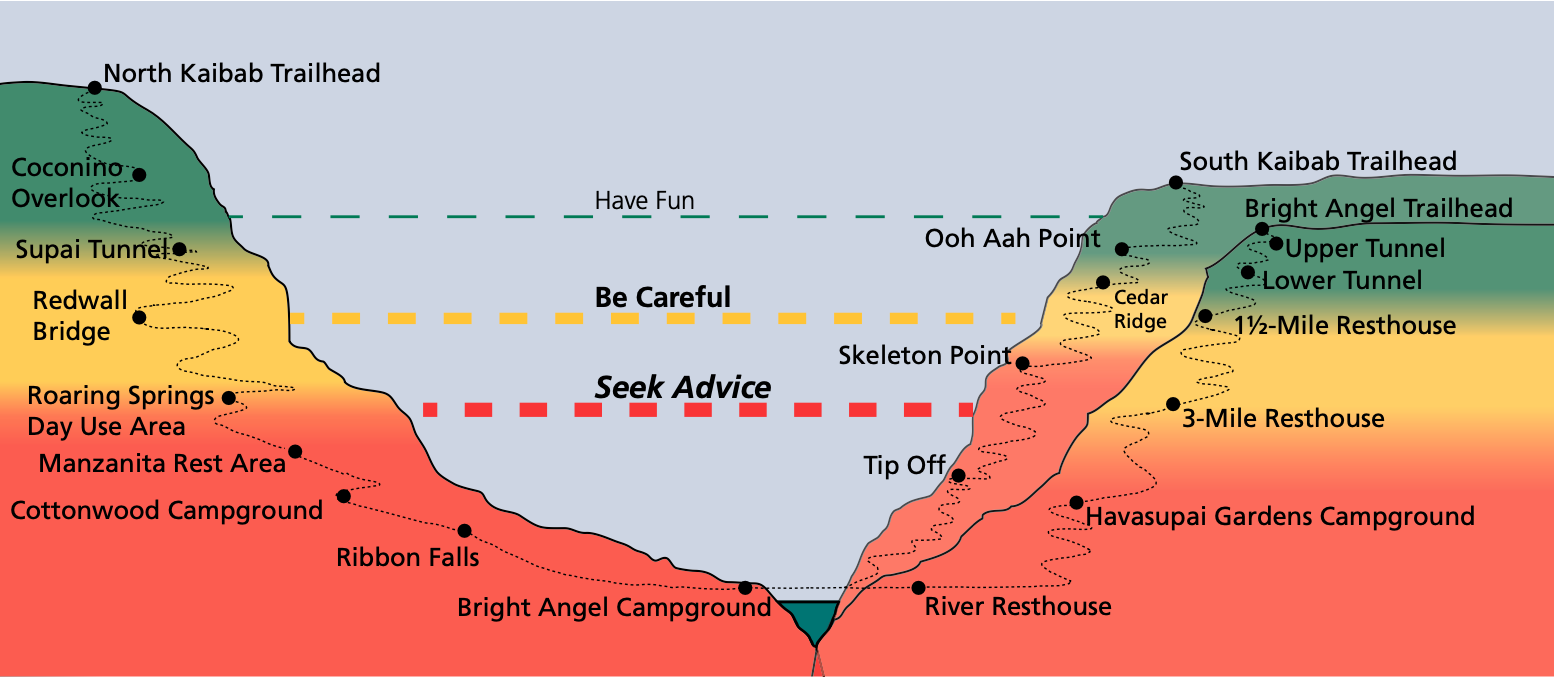 North Kaibab Trailhead
Coconino
Overlook
Supai Tunnel
Redwall
Bridge
Roaring Springs
Day Use Area
Manzanita Rest Area
Cottonwood Campground
Ribbon Falls
Bright Angel Campground
Have Fun
Be Careful
Seek Advice
South Kaibab Trailhead
Ooh Aah Point
Cedar
Ridge
Skeleton Point
Tip Off
Bright Angel Trailhead
Upper Tunnel
Lower Tunnel
1½-Mile Resthouse
3-Mile Resthouse
Havasupai Gardens Campground
River Resthouse